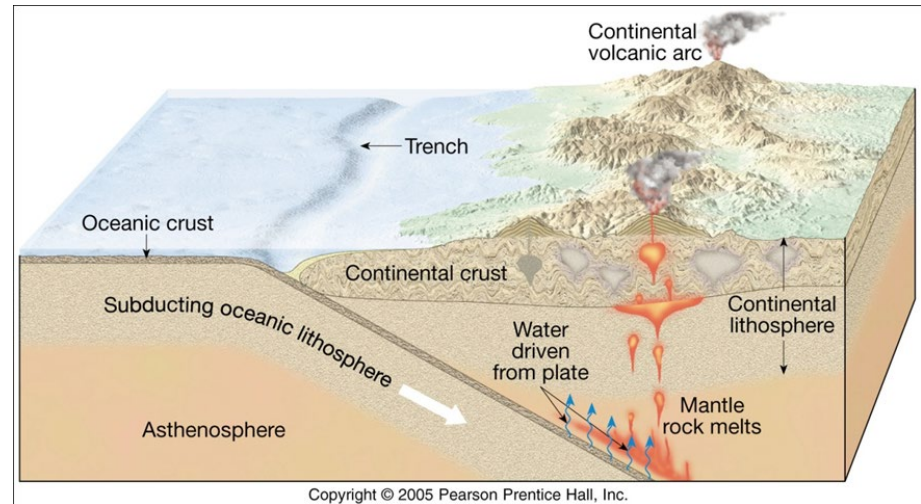 Continental
volcanic arc
Trench
Oceanic crust
Continental crust
Subducting oceanic lithosphere
Continental
lithosphere
Water
driven
from plate
Mantle
rock melts
Asthenosphere
Copyright © 2005 Pearson Prentice Hall, Inc.